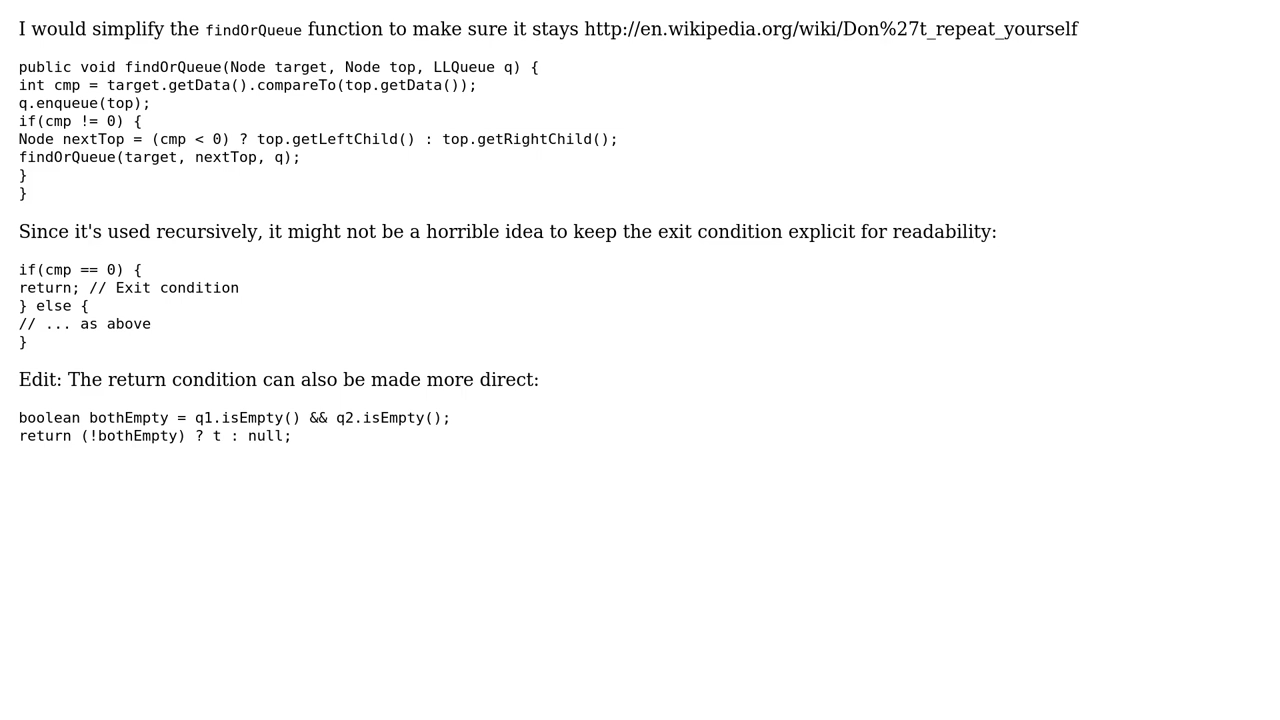 I would simplify the findOrQueue function to make sure it stays http://en.wikipedia.org/wiki/Don%27t_repeat_yourself
public void findOrQueue(Node target, Node top, LLQueue q) {
int cmp = target.getData().compareTo(top.getData());
q.enqueue(top);
if(cmp != 0) {
Node nextTop = (cmp < 0) ? top.getLeftChild() : top.getRightChild();
findOrQueue(target, nextTop, q);
}
}
Since it's used recursively, it might not be a horrible idea to keep the exit condition explicit for readability:
if(cmp == 0) {
return; // Exit condition
} else {
// ... as above
}
Edit: The return condition can also be made more direct:
boolean bothEmpty = q1.isEmpty() && q2.isEmpty();
return (!bothEmpty) ? t : null;